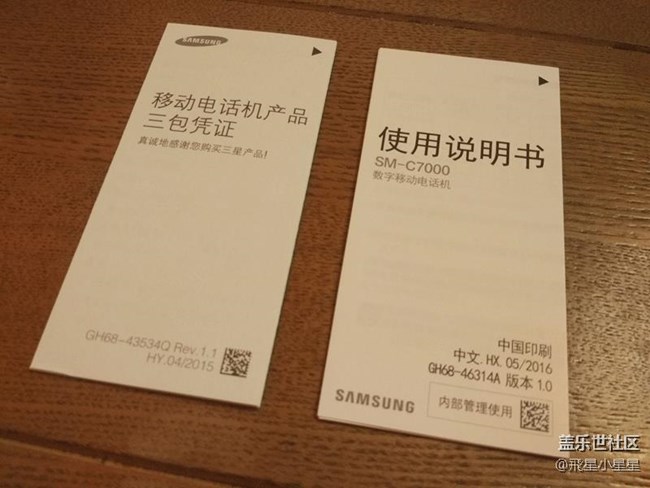 SAMSUNG
移动电话机产品
三包凭证
真诚地感谢您购买三星产品!
GH68-43534Q Rev.1.1
HY.04/2015
使用说明书
SM-C7000
数字移动电话机
中国印刷
中文.HX.05/2016
GH68-46314A 版本 1.0
SAMSUNG
内部管理使用
盖乐世社区
@飛星小星星